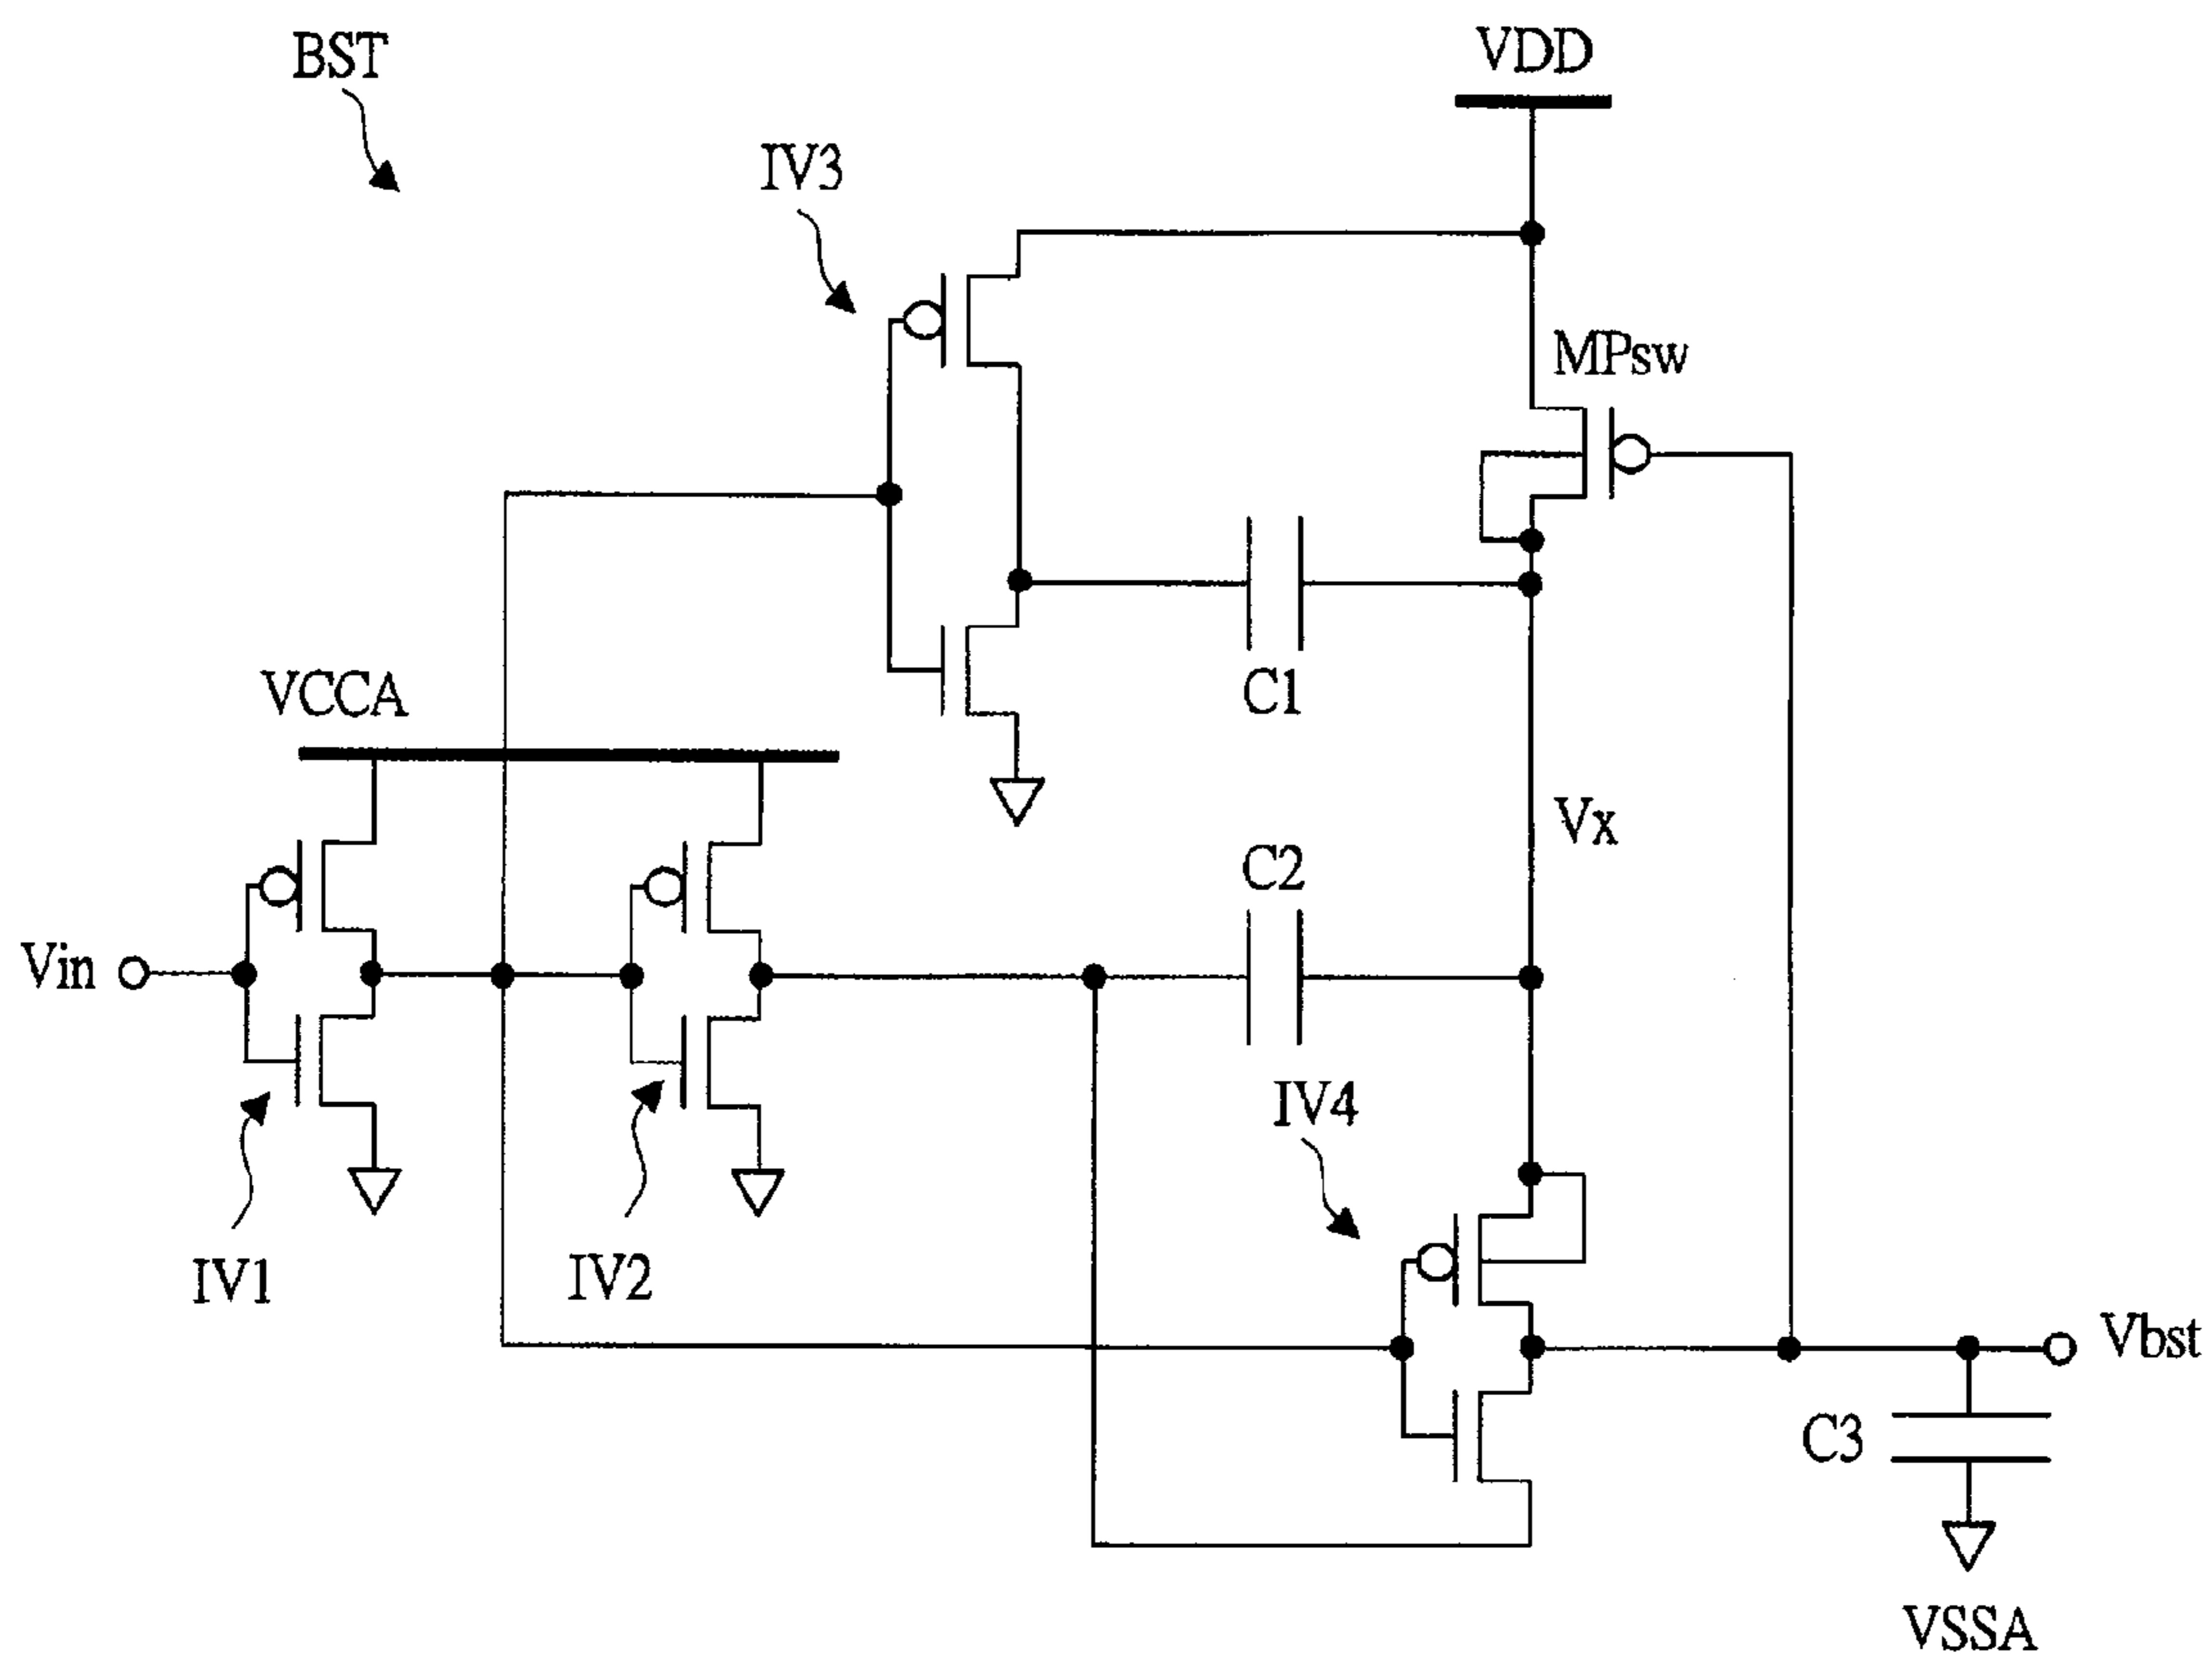 BST
VDD
IV3
MPsw
C1
VCCA
Vx
C2
Vin
IV4
IV1
IV2
Vbst
C3
VSSA